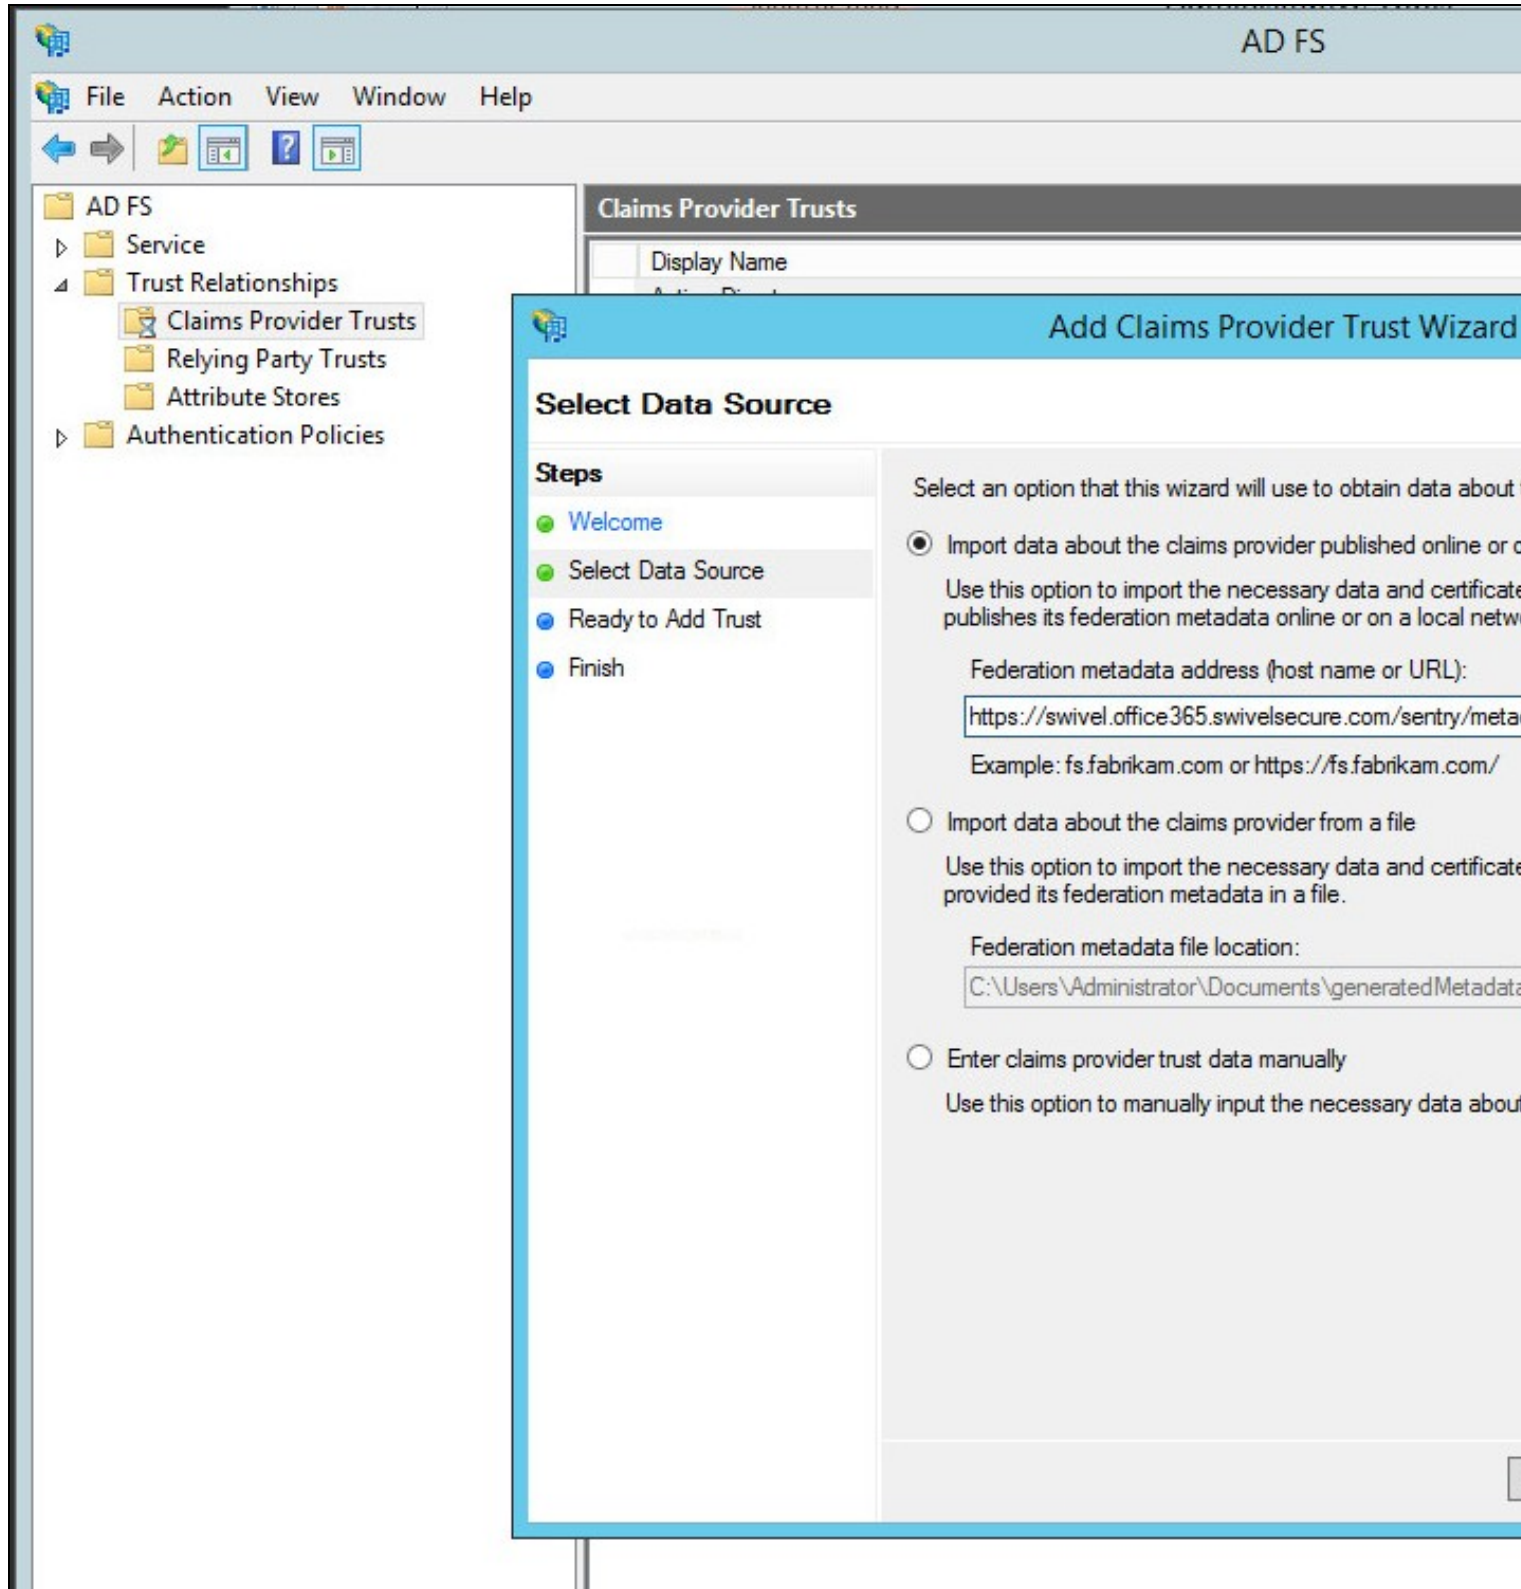 AD FS
File Action View Window Help
AD FS
Service
Trust Relationships
Claims Provider Trusts
Relying Party Trusts
Attribute Stores
Authentication Policies
Claims Provider Trusts
Display Name
Add Claims Provider Trust Wizard
Select Data Source
Steps
Welcome
Select Data Source
Ready to Add Trust
Finish
Select an option that this wizard will use to obtain data about
Import data about the claims provider published online or
Use this option to import the necessary data and certificate
publishes its federation metadata online or on a local netw
Federation metadata address (host name or URL):
https://swivel.office365.swivelsecure.com/sentry/meta
Example: fs.fabrikam.com or https://fs.fabrikam.com/
Import data about the claims provider from a file
Use this option to import the necessary data and certificate
provided its federation metadata in a file.
Federation metadata file location:
C:\Users\Administrator\Documents\generatedMetadata
Enter claims provider trust data manually
Use this option to manually input the necessary data about